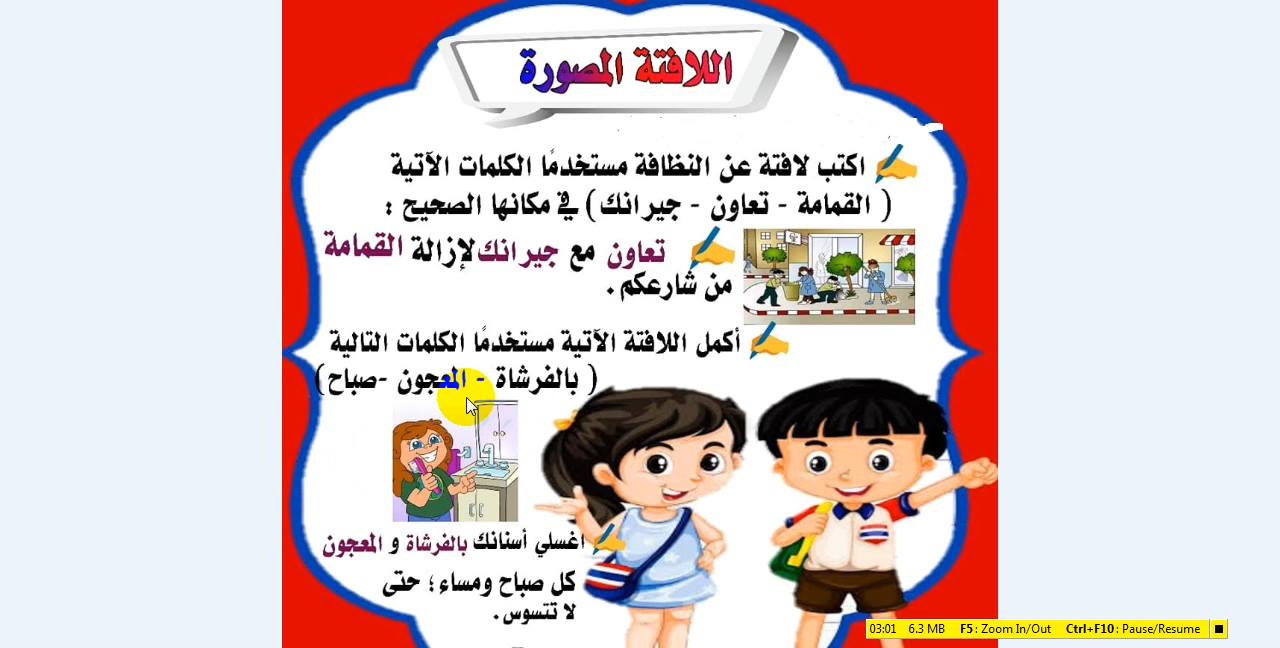 اللافتة المصورة
اكتب لافتة عن النظافة مستخدمًا الكلمات الآتية
( القمامة - تعاون - جيرانك ) في مكانها الصحيح :
تعاون مع جيرانك لإزالة القمامة
من شارعكم .
أكمل اللافتة الآتية مستخدمًا الكلمات التالية
( بالفرشاة - المعجون -صباح)
اغسلي أسنانك بالفرشاة و المعجون
كل صباح ومساء ؛ حتى
لا تتسوس .
03:01 6.3 MB F5: Zoom In/Out Ctrl+F10: Pause/Resume